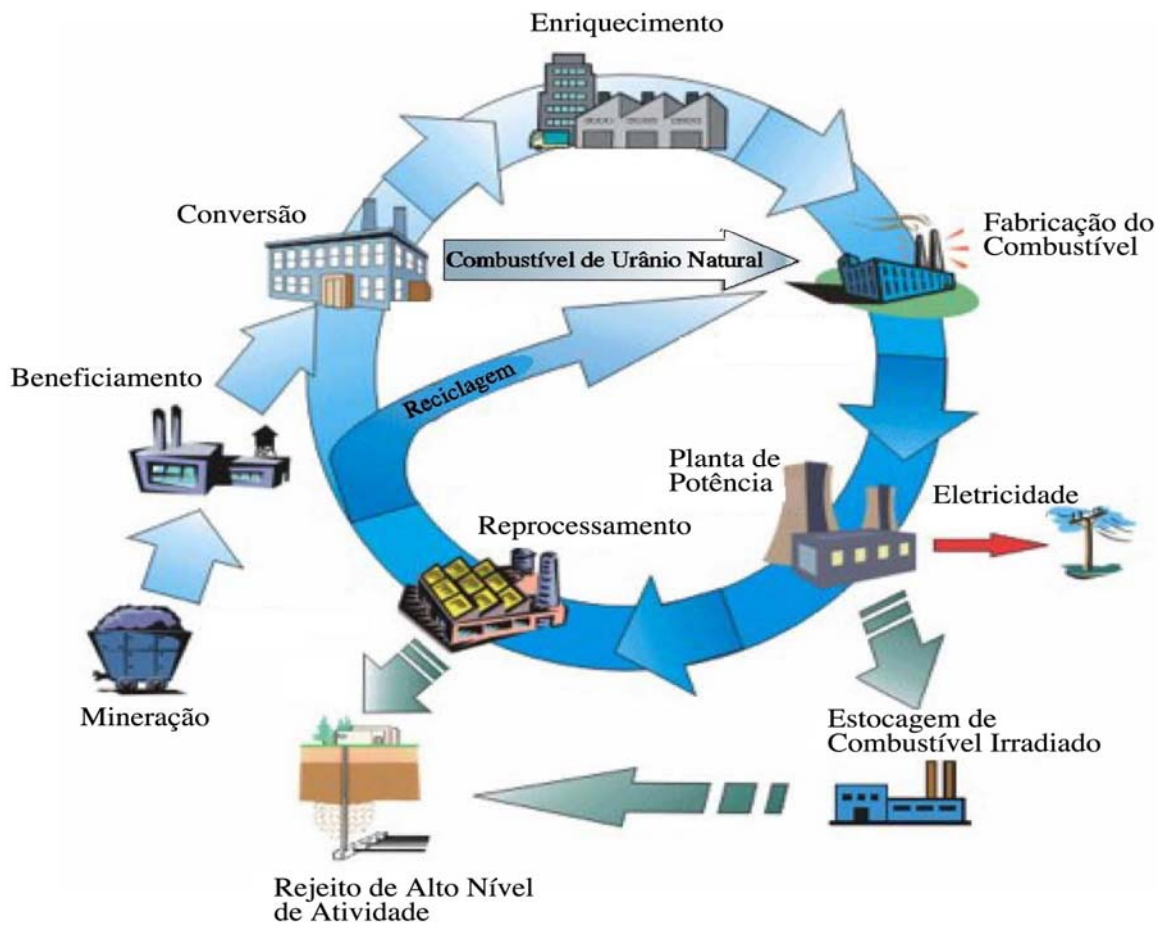 Enriquecimento
Conversão
Fabricação do
Combustível
Combustível de Urânio Natural
Beneficiamento
Reciclagem
Planta de
Potência
Eletricidade
Reprocessamento
Mineração
Estocagem de
Combustível Irradiado
Rejeito de Alto Nível
de Atividade